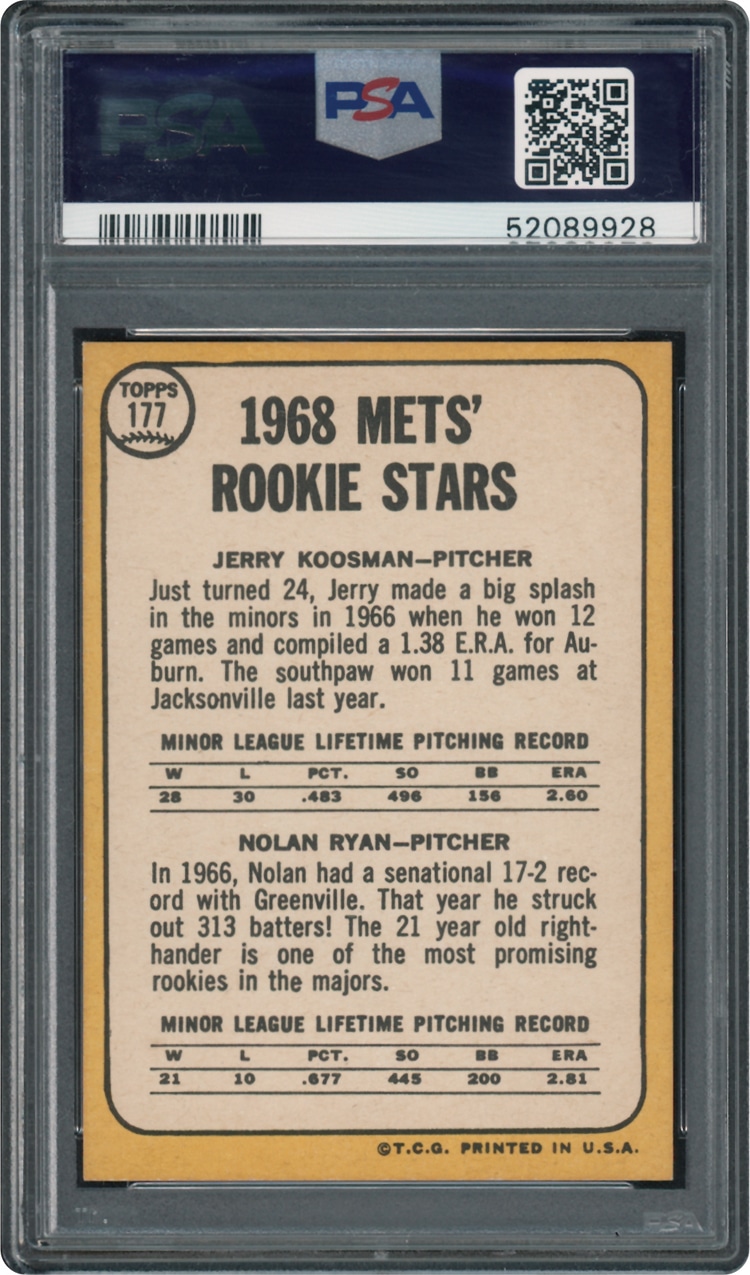 PSA
PSA
52089928
TOPPS
177
1968 METS'
ROOKIE STARS
JERRY KOOSMAN—PITCHER
Just turned 24, Jerry made a big splash
in the minors in 1966 when he won 12
games and compiled a 1.38 E.R.A. for Au-
burn. The southpaw won 11 games at
Jacksonville last year.
MINOR LEAGUE LIFETIME PITCHING RECORD
W L PCT. SO BB ERA
28 30 .483 496 156 2.60
NOLAN RYAN—PITCHER
In 1966, Nolan had a senational 17-2 rec-
ord with Greenville. That year he struck
out 313 batters! The 21 year old right-
hander is one of the most promising
rookies in the majors.
MINOR LEAGUE LIFETIME PITCHING RECORD
W L PCT. SO BB ERA
21 10 .677 445 200 2.81
©T.C.G. PRINTED IN U.S.A.
PSA